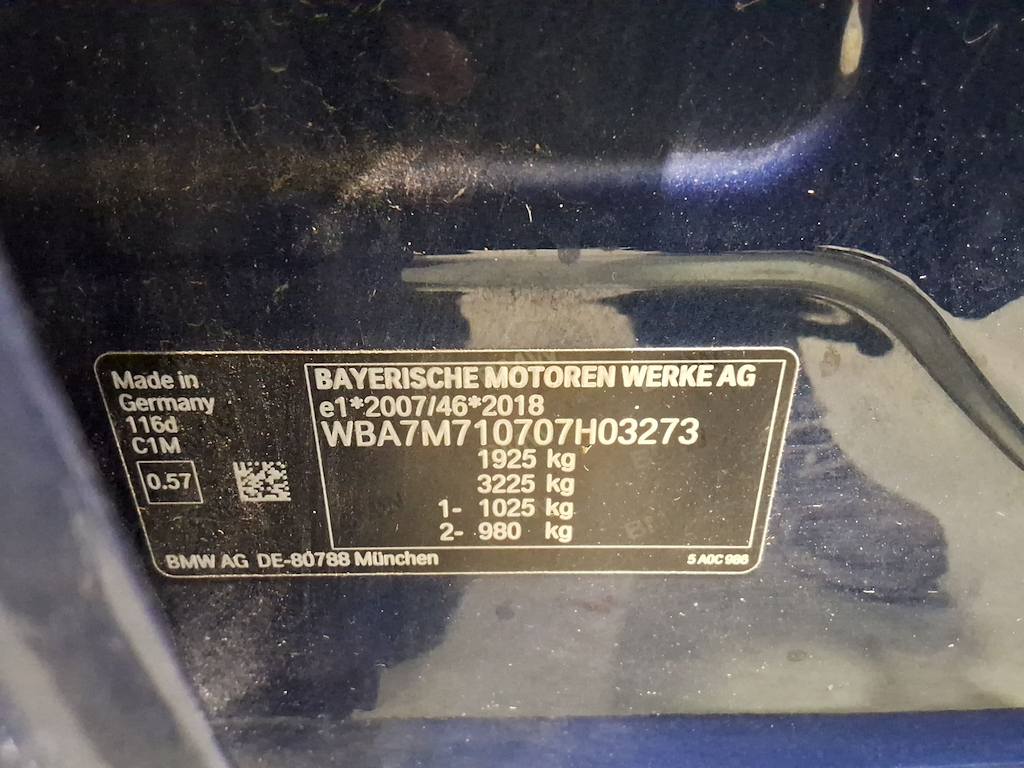 Made in
Germany
116d
C1M
0.57
BAYERISCHE MOTOREN WERKE AG
e1*2007/46*2018
WBA7M710707H03273
1925 kg
3225 kg
1- 1025 kg
2- 980 kg
BMW AG DE-80788 München
5 A0C 986